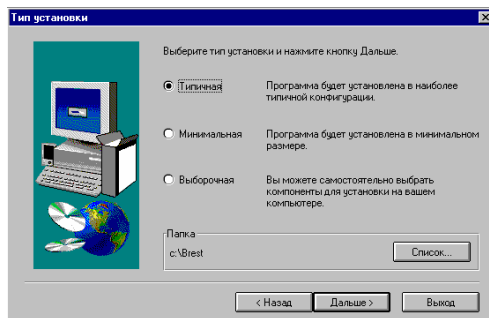 Тип установки
Выберите тип установки и нажмите кнопку Дальше.
Типичная
Программа будет установлена в наиболее
типичной конфигурации.
Минимальная
Программа будет установлена в минимальном
размере.
Выборочная
Вы можете самостоятельно выбрать
компоненты для установки на вашем
компьютере.
Папка
c:\Brest
Список...
< Назад
Дальше >
Выход